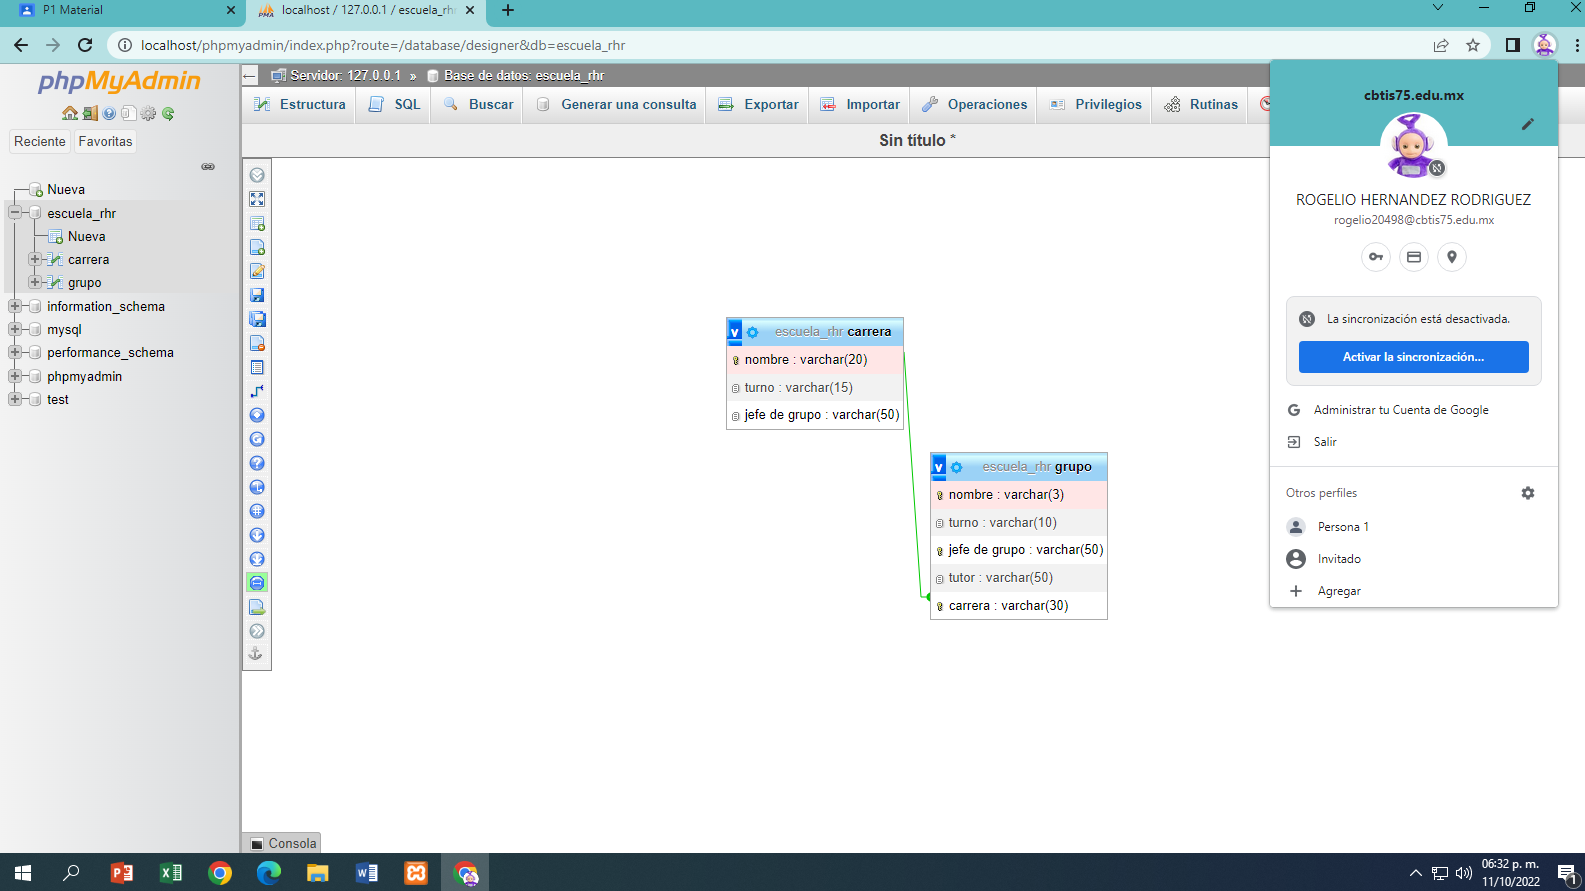 P1 Material
localhost / 127.0.0.1 / escuela_rhr
localhost/phpmyadmin/index.php?route=/database/designer&db=escuela_rhr
phpMyAdmin
Reciente
Favoritas
Nueva
escuela_rhr
Nueva
carrera
grupo
information_schema
mysql
performance_schema
phpmyadmin
test
Servidor: 127.0.0.1 » Base de datos: escuela_rhr
Estructura
SQL
Buscar
Generar una consulta
Exportar
Importar
Operaciones
Privilegios
Rutinas
Sin título *
v escuela_rhr carrera
nombre : varchar(20)
turno : varchar(15)
jefe de grupo : varchar(50)
v escuela_rhr grupo
nombre : varchar(3)
turno : varchar(10)
jefe de grupo : varchar(50)
tutor : varchar(50)
carrera : varchar(30)
Consola
cbtis75.edu.mx
ROGELIO HERNANDEZ RODRIGUEZ
rogelio20498@cbtis75.edu.mx
La sincronización está desactivada.
Activar la sincronización...
Administrar tu Cuenta de Google
Salir
Otros perfiles
Persona 1
Invitado
Agregar
06:32 p. m.
11/10/2022
1